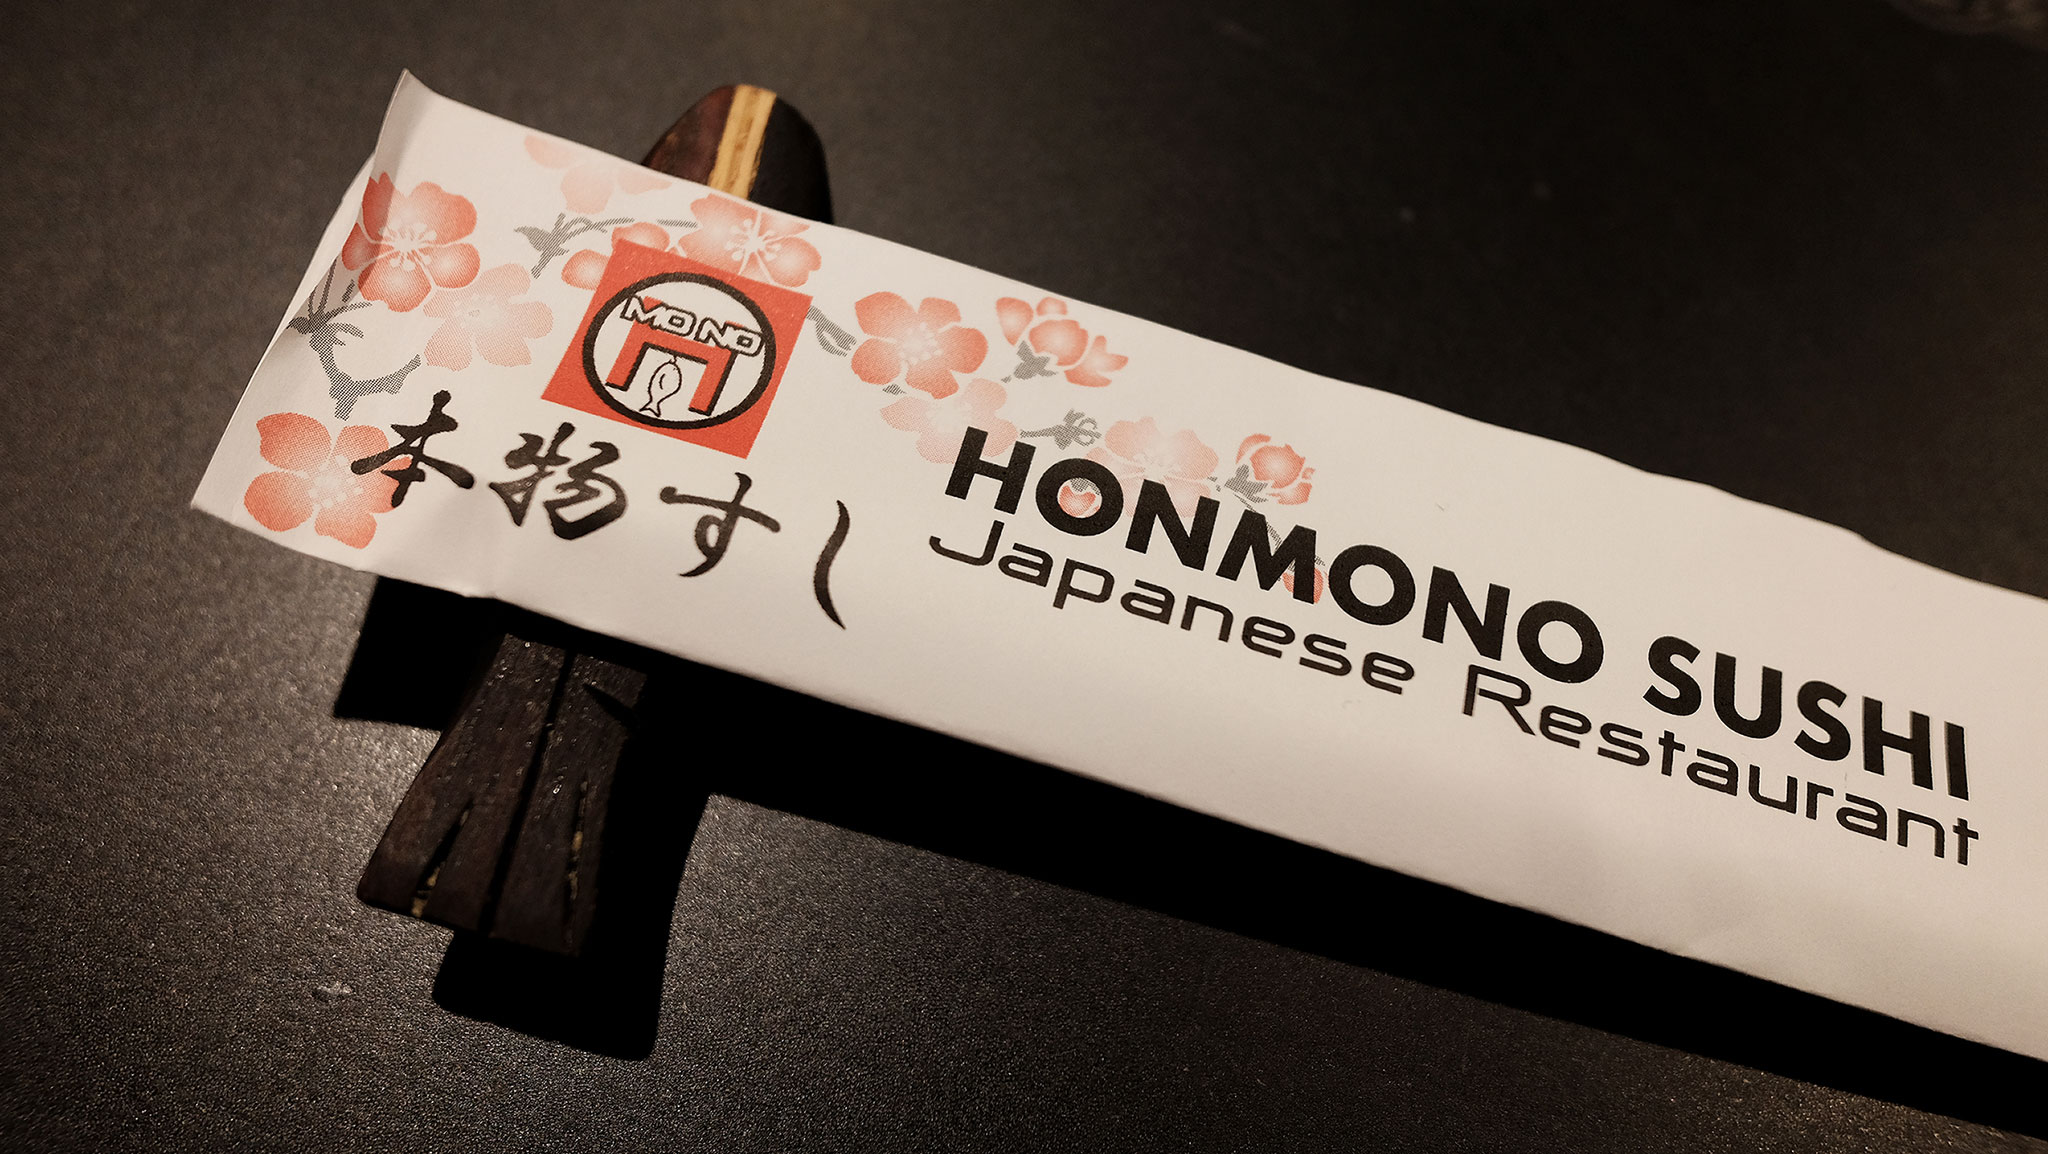 MONO
本物すし
HONMONO SUSHI
Japanese Restaurant